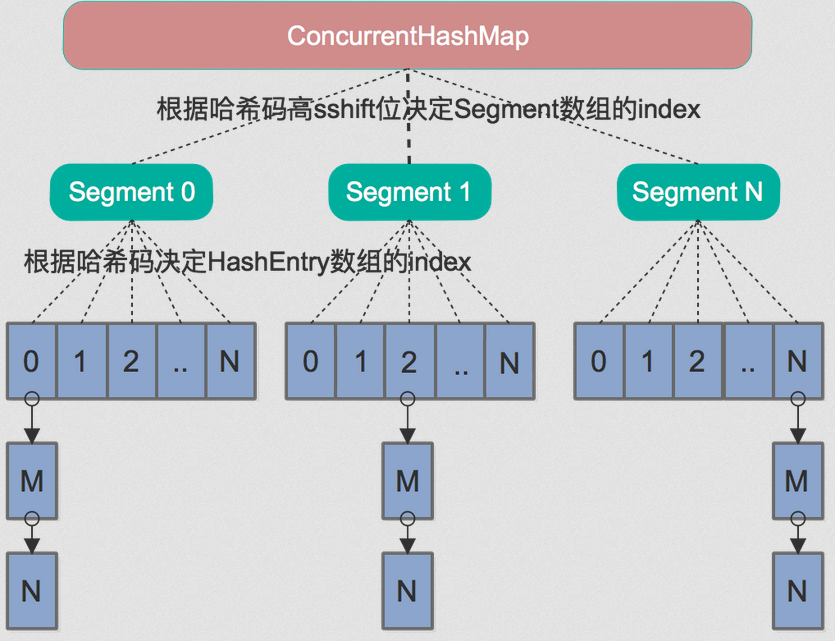 ConcurrentHashMap
根据哈希码高sshift位决定Segment数组的index
Segment 0 Segment 1 Segment N
根据哈希码决定HashEntry数组的index
0 1 2 .. N 0 1 2 .. N 0 1 2 .. N
M M M
N N N